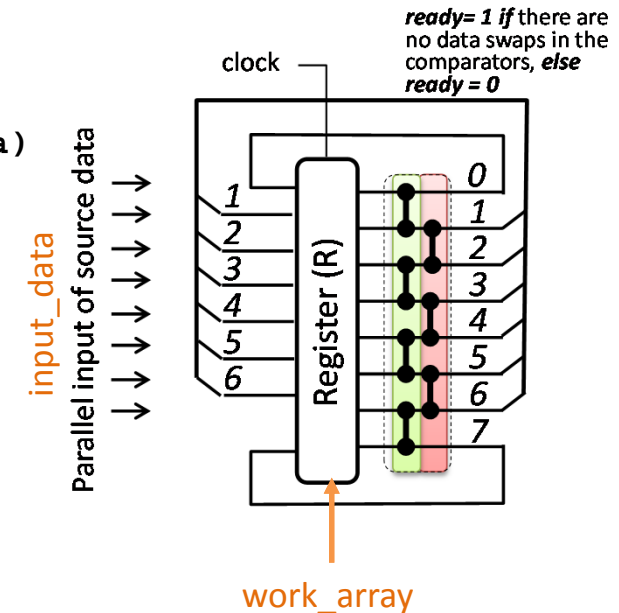 ready= 1 if there are
no data swaps in the
comparators, else
ready = 0
clock
a)
input_data
Parallel input of source data
1
2
3
4
5
6
Register (R)
0
1
2
3
4
5
6
7
work_array